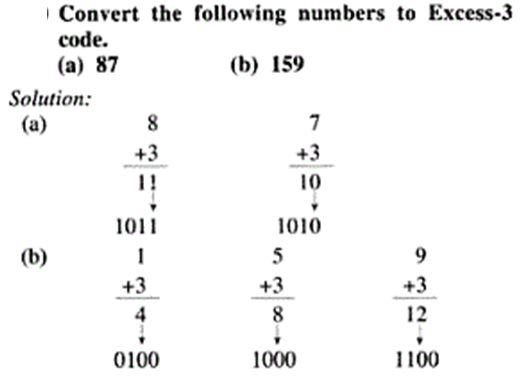 Convert the following numbers to Excess-3
code.
(a) 87 (b) 159
Solution:
(a) 8 7
+3 +3
11 10
1011 1010
(b) 1 5 9
+3 +3 +3
4 8 12
0100 1000 1100